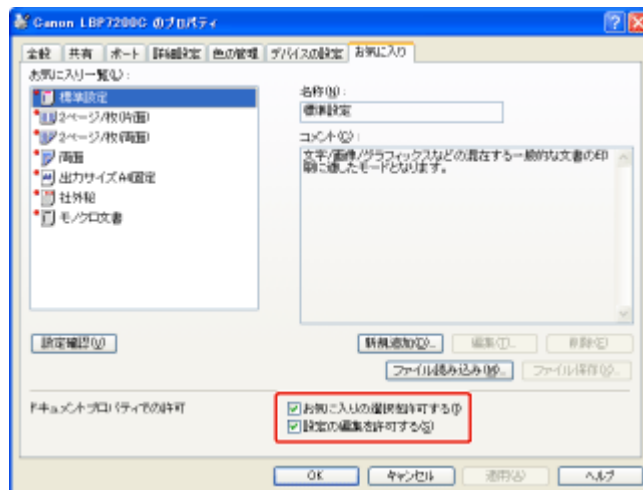 Canon LBP7200C のプロパティ
全般 共有 ポート 詳細設定 色の管理 デバイスの設定 お気に入り
お気に入り一覧(L):
標準設定
2ページ/枚(片面)
2ページ/枚(両面)
両面
出力サイズA4固定
社外秘
モノクロ文書
名称(N):
標準設定
コメント(C):
文字/画像/グラフィックスなどの混在する一般的な文書の印
刷に適したモードとなります。
設定確認(V)
新規追加(D)... 編集(T)... 削除(E)
ファイル読み込み(M)... ファイル保存(X)...
ドキュメントプロパティでの許可
お気に入りの選択を許可する(I)
設定の編集を許可する(S)
OK キャンセル 適用(A) ヘルプ